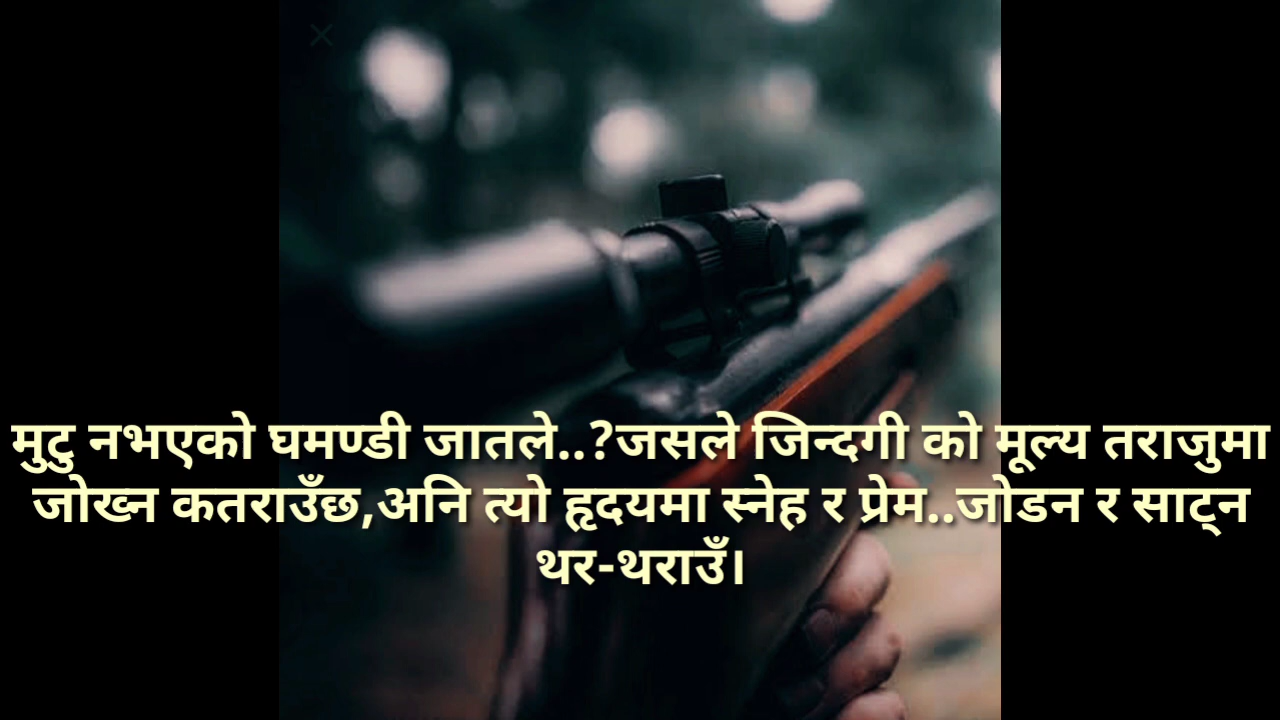 मुटु नभएको घमण्डी जातले..?जसले जिन्दगी को मूल्य तराजुमा
जोख्न कतराउँछ,अनि त्यो हृदयमा स्नेह र प्रेम..जोडन र साट्न
थर-थराउँ।